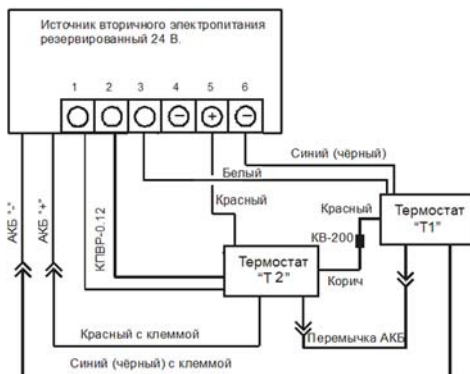 Источник вторичного электропитания
резервированный 24 В.
1 2 3 4 5 6
Синий (чёрный)
Белый
АКБ "-"
АКБ "+"
КПВР-0.12
Красный
Красный
Термостат
"Т1"
КВ-200
Термостат
"Т 2"
Корич
Красный с клеммой
Перемычка АКБ
Синий (чёрный) с клеммой